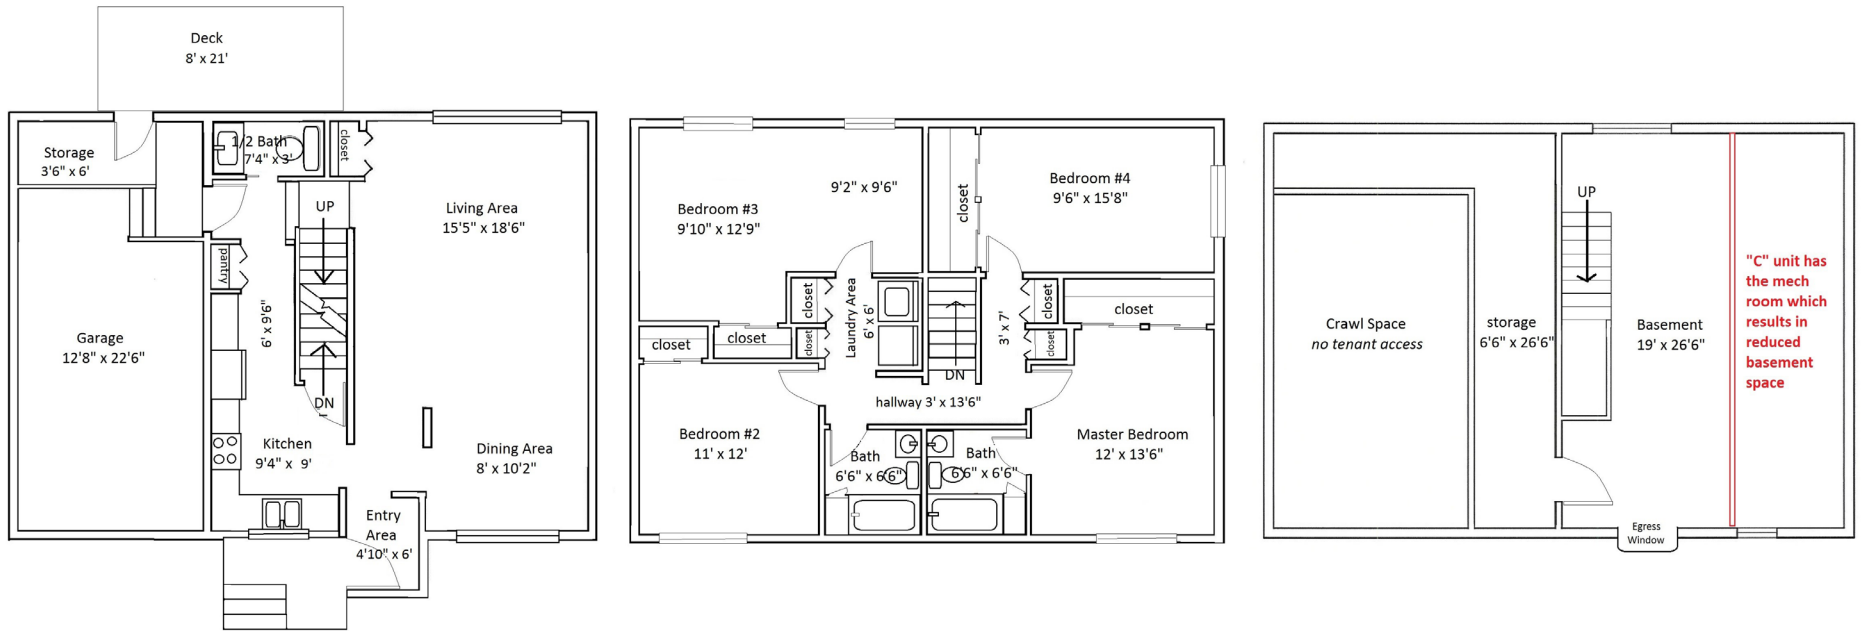 Deck
8' x 21'
Storage
3'6" x 6'
1/2 Bath
7'4" x 3'
closet
UP
Living Area
15'5" x 18'6"
pantry
6' x 9'6"
Garage
12'8" x 22'6"
DN
Kitchen
9'4" x 9'
Dining Area
8' x 10'2"
Entry
Area
4'10" x 6'
Bedroom #3
9'10" x 12'9"
9'2" x 9'6"
closet
Bedroom #4
9'6" x 15'8"
closet
closet
closet
closet
closet
Laundry Area
6' x 6'
3' x 7'
closet
closet
closet
DN
hallway 3' x 13'6"
Bedroom #2
11' x 12'
Bath
6'6" x 6'6"
Bath
6'6" x 6'6"
Master Bedroom
12' x 13'6"
UP
Crawl Space
no tenant access
storage
6'6" x 26'6"
Basement
19' x 26'6"
"C" unit has
the mech
room which
results in
reduced
basement
space
Egress
Window